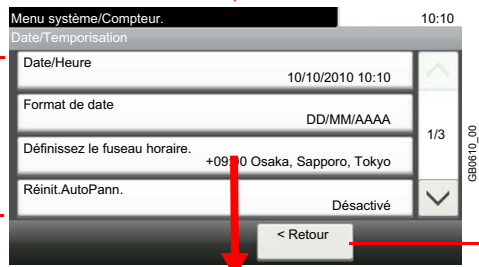 Menu système/Compteur. 10:10
Date/Temporisation
Date/Heure
10/10/2010 10:10
Format de date
DD/MM/AAAA
1/3
Définissez le fuseau horaire.
+09:00 Osaka, Sapporo, Tokyo
Réinit.AutoPann.
Désactivé
< Retour
GB0610_00